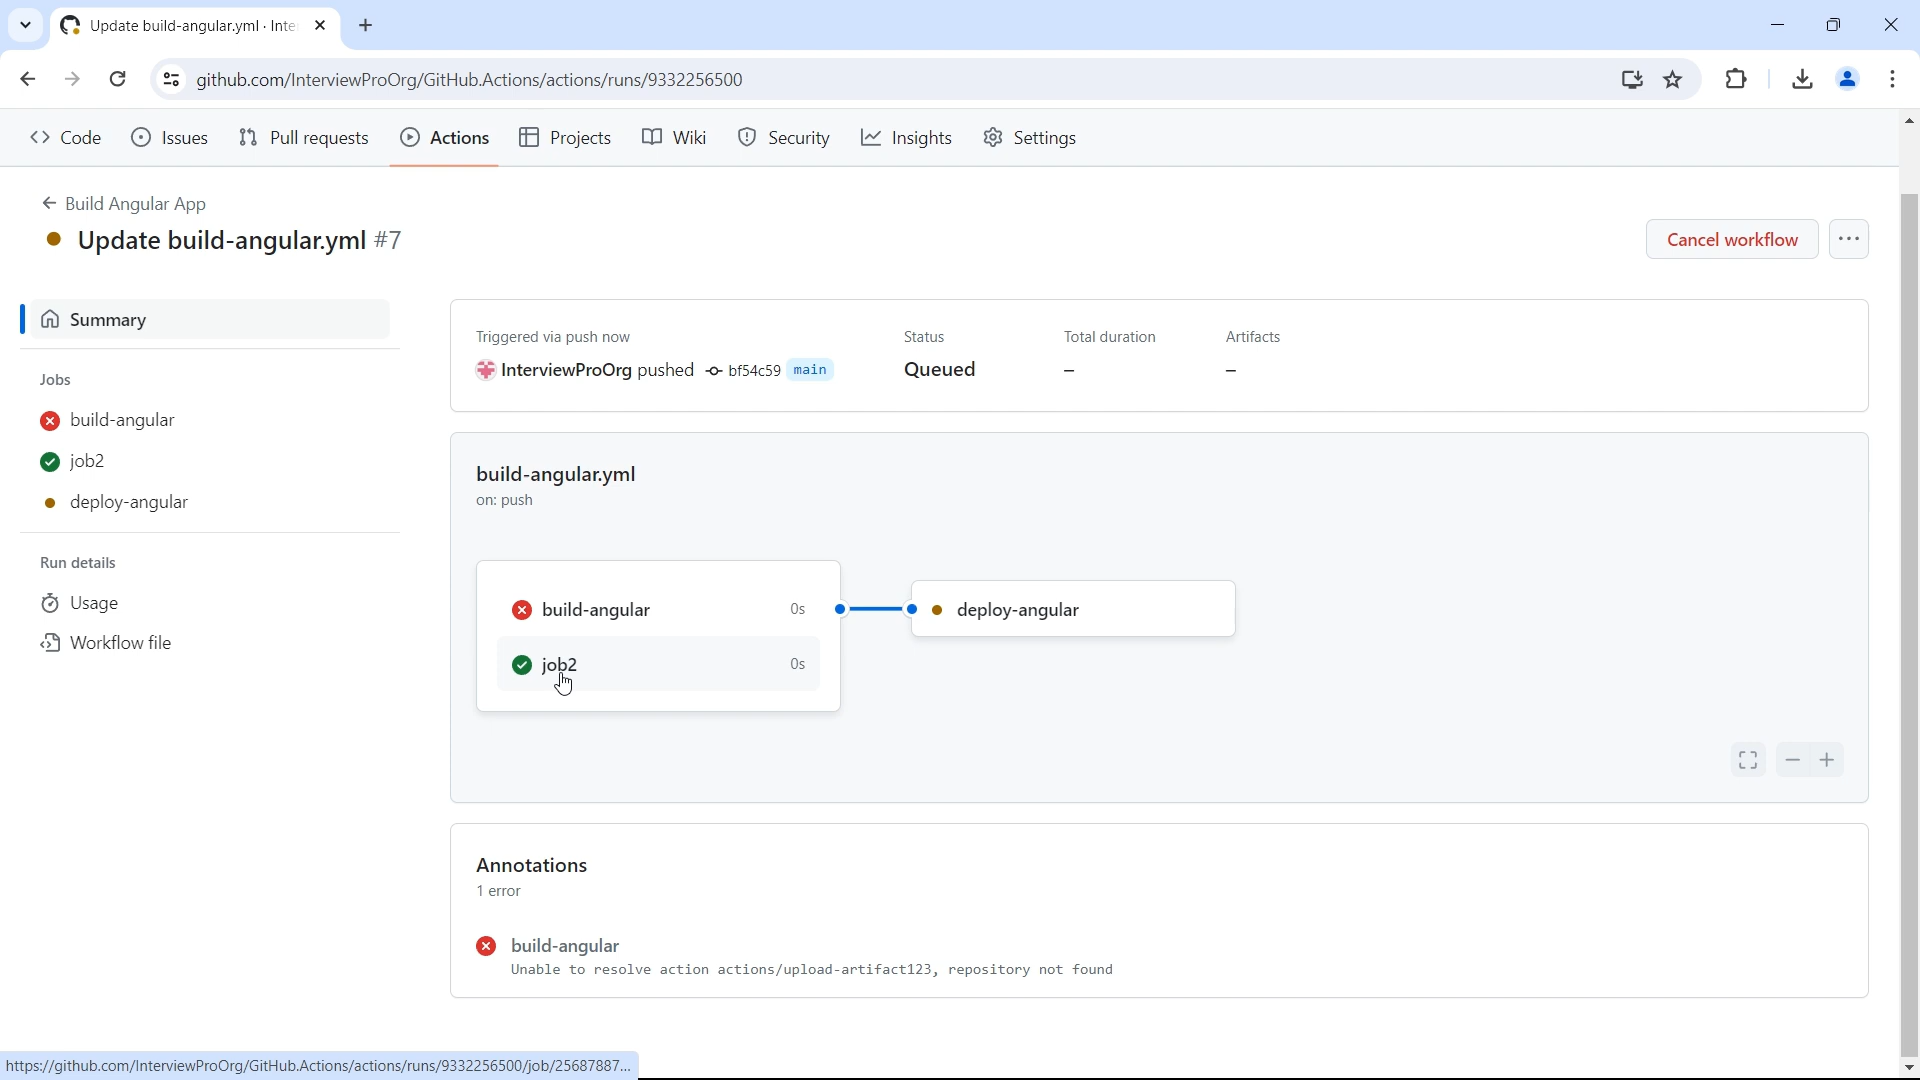 Update build-angular.yml · Inte
github.com/InterviewProOrg/GitHub.Actions/actions/runs/9332256500
Code Issues Pull requests Actions Projects Wiki Security Insights Settings
Build Angular App
Update build-angular.yml #7
Cancel workflow
Summary
Jobs
build-angular
job2
deploy-angular
Run details
Usage
Workflow file
Triggered via push now
InterviewProOrg pushed bf54c59 main
Status
Queued
Total duration
–
Artifacts
–
build-angular.yml
on: push
build-angular 0s
job2 0s
deploy-angular
Annotations
1 error
build-angular
Unable to resolve action actions/upload-artifact123, repository not found
https://github.com/InterviewProOrg/GitHub.Actions/actions/runs/9332256500/job/25687887...